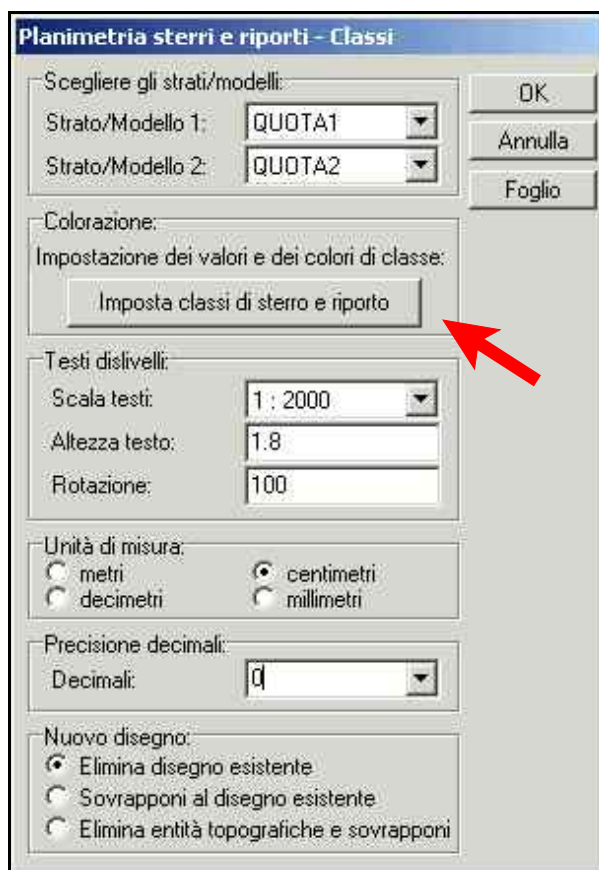 Planimetria sterri e riporti - Classi
Scegliere gli strati/modelli:
Strato/Modello 1: QUOTA1
Strato/Modello 2: QUOTA2
OK
Annulla
Foglio
Colorazione:
Impostazione dei valori e dei colori di classe:
Imposta classi di sterro e riporto
Testi dislivelli:
Scala testi: 1 : 2000
Altezza testo: 1.8
Rotazione: 100
Unità di misura:
metri centimetri
decimetri millimetri
Precisione decimali:
Decimali: 0
Nuovo disegno:
Elimina disegno esistente
Sovrapponi al disegno esistente
Elimina entità topografiche e sovrapponi